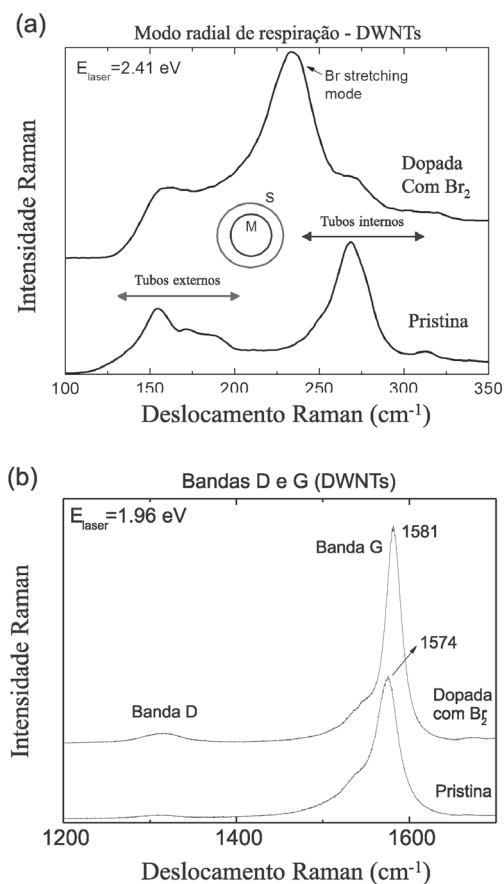 (a)
Modo radial de respiração - DWNTs
E laser=2.41 eV
Br stretching
mode
Dopada
Com Br2
S
M
Tubos internos
Tubos externos
Pristina
Intensidade Raman
100 150 200 250 300 350
Deslocamento Raman (cm-1)
(b)
Bandas D e G (DWNTs)
E laser=1.96 eV
1581
Banda G
1574
Banda D
Dopada
com Br2
Pristina
Intensidade Raman
1200 1400 1600
Deslocamento Raman (cm-1)